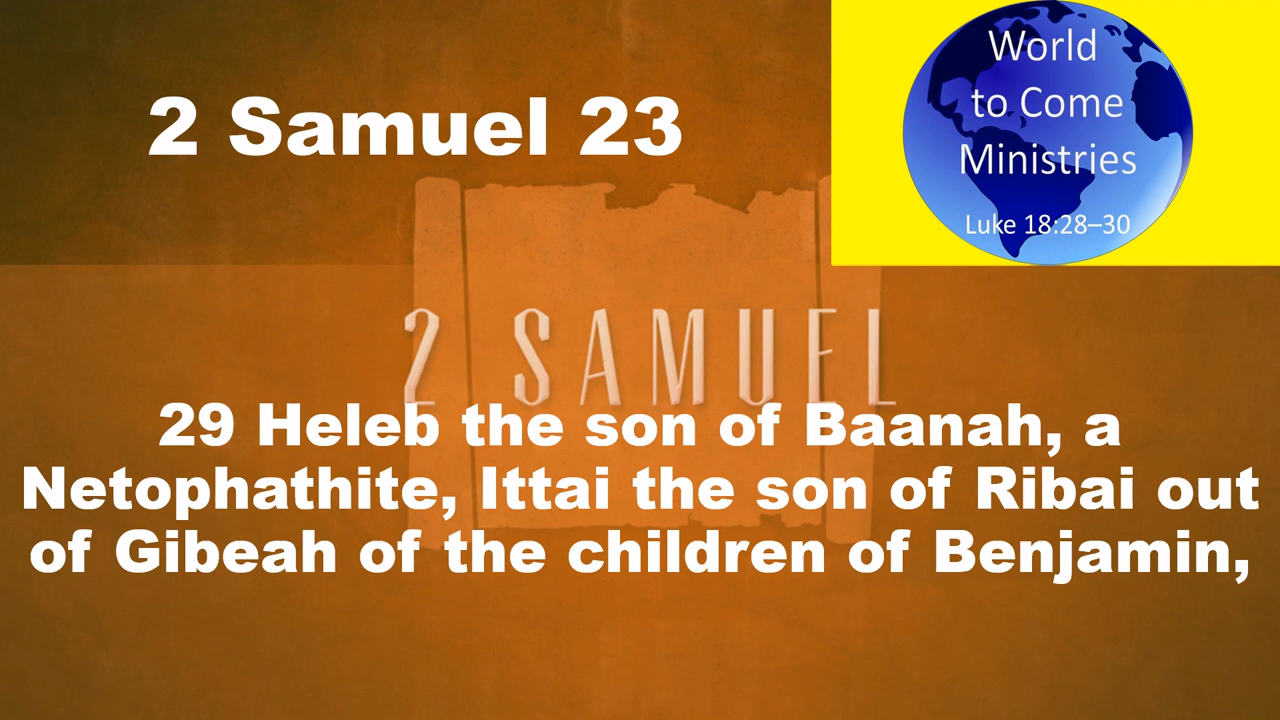 2 Samuel 23
World
to Come
Ministries
Luke 18:28–30
2 SAMUEL
29 Heleb the son of Baanah, a
Netophathite, Ittai the son of Ribai out
of Gibeah of the children of Benjamin,